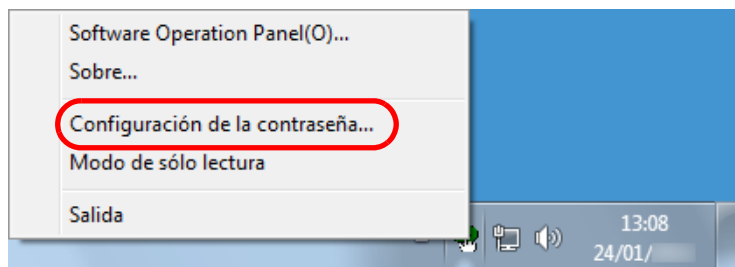 Software Operation Panel(O)...
Sobre...
Configuración de la contraseña...
Modo de sólo lectura
Salida
13:08
24/01/